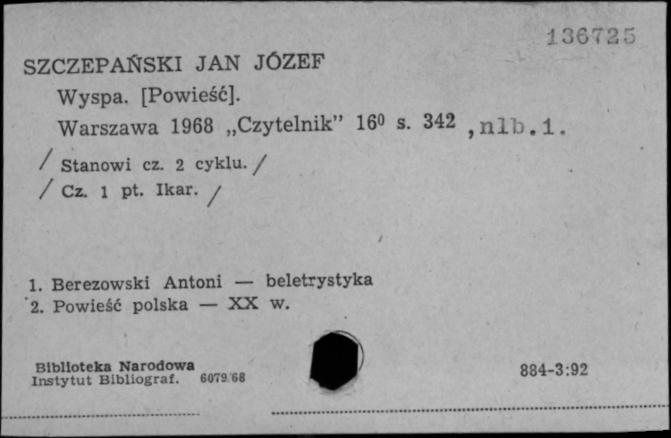 136725
SZCZEPAŃSKI JAN JÓZEF
Wyspa. [Powieść].
Warszawa 1968 „Czytelnik” 16⁰ s. 342 , nlb.1.
/ Stanowi cz. 2 cyklu. /
/ Cz. 1 pt. Ikar. /
1. Berezowski Antoni — beletrystyka
2. Powieść polska — XX w.
Biblioteka Narodowa
Instytut Bibliograf. 6079/68
884-3:92